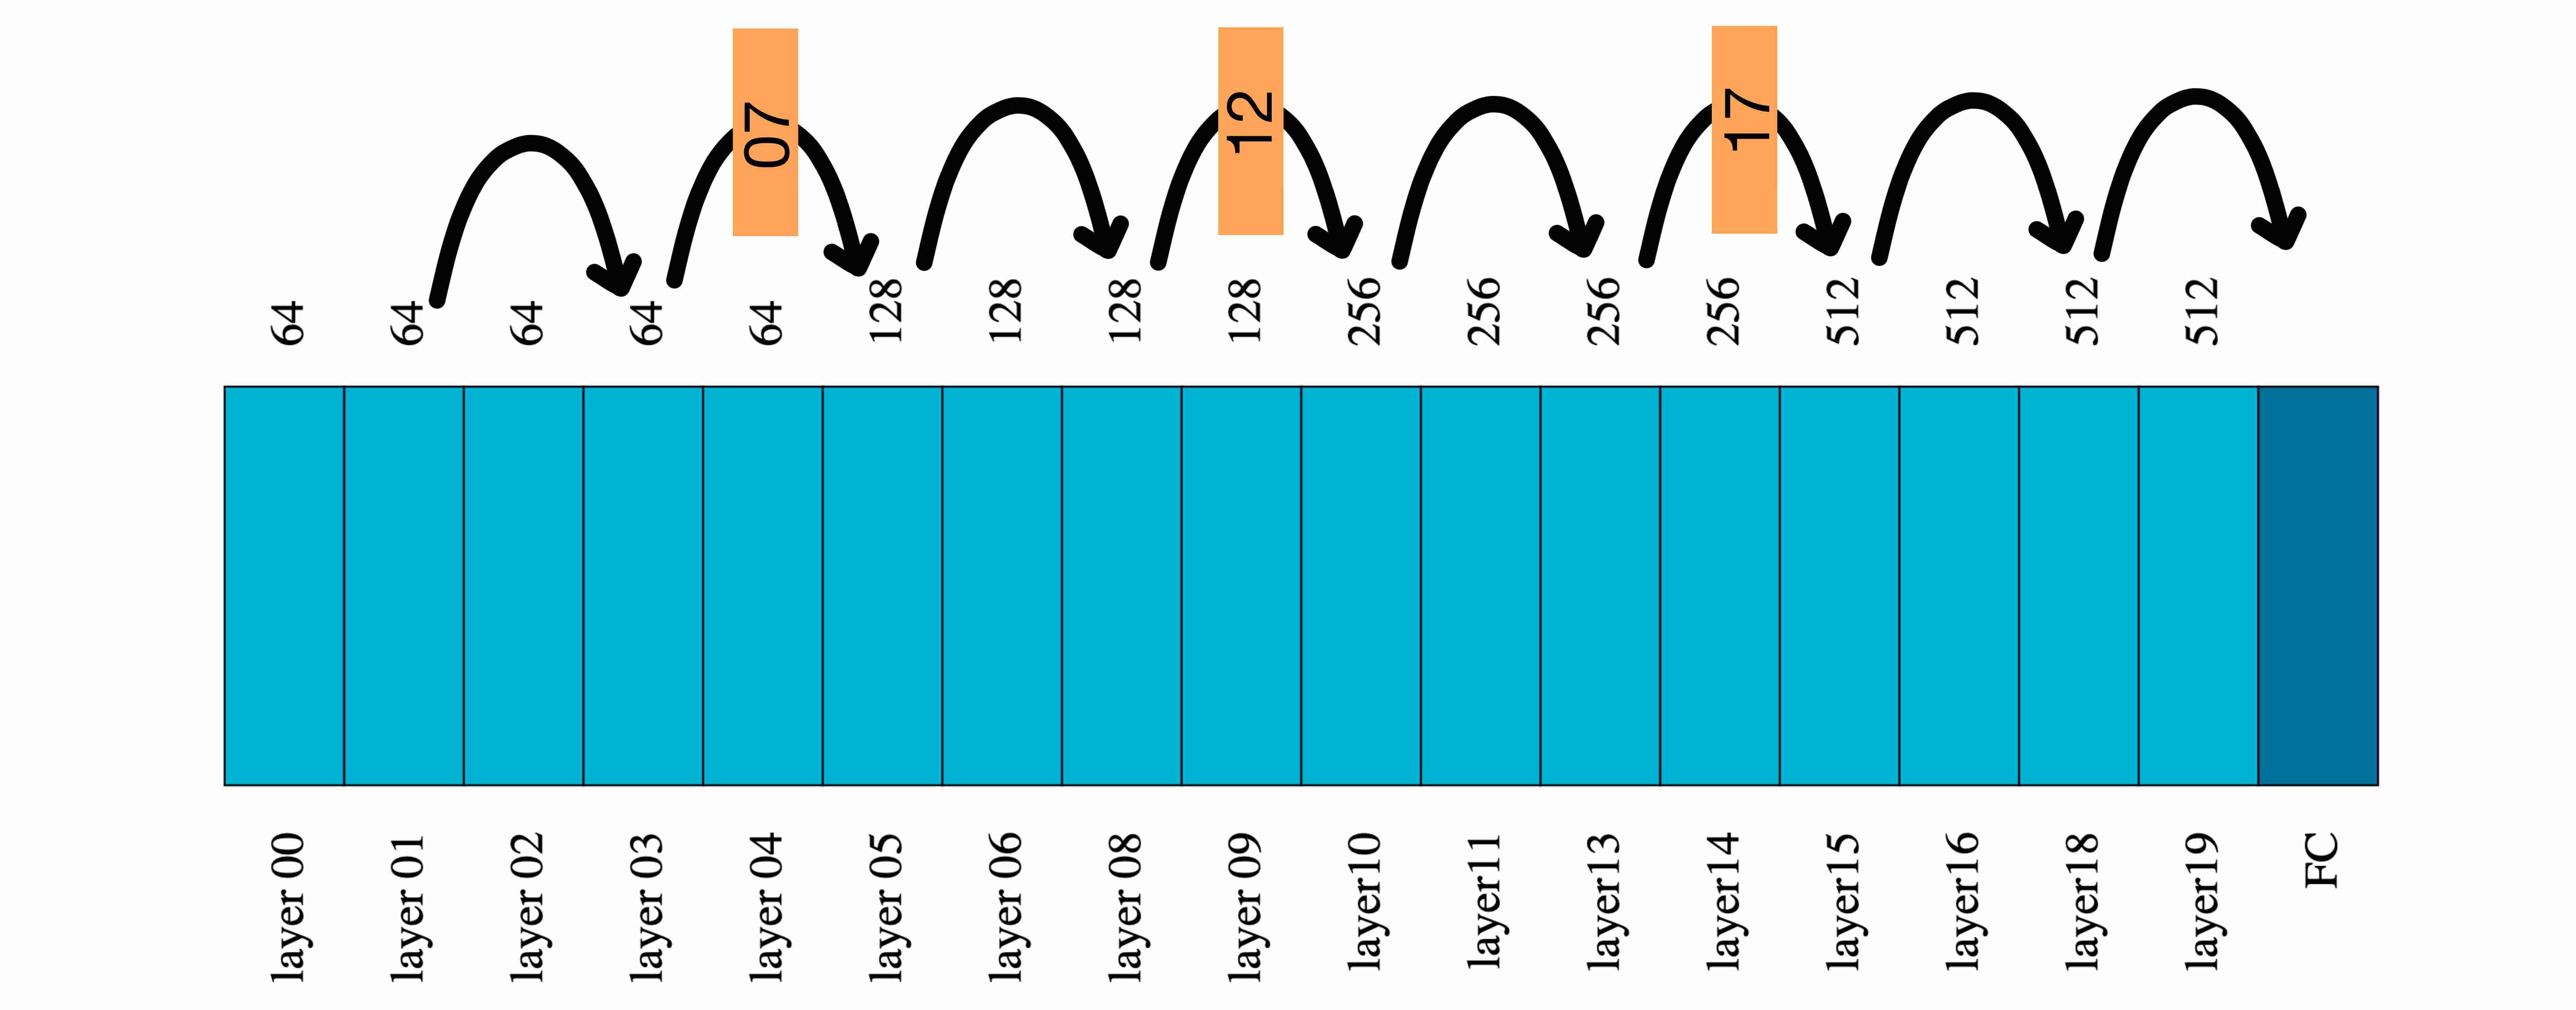 07
12
17
64
64
64
64
64
128
128
128
128
256
256
256
256
512
512
512
512
layer 00
layer 01
layer 02
layer 03
layer 04
layer 05
layer 06
layer 08
layer 09
layer10
layer11
layer13
layer14
layer15
layer16
layer18
layer19
FC